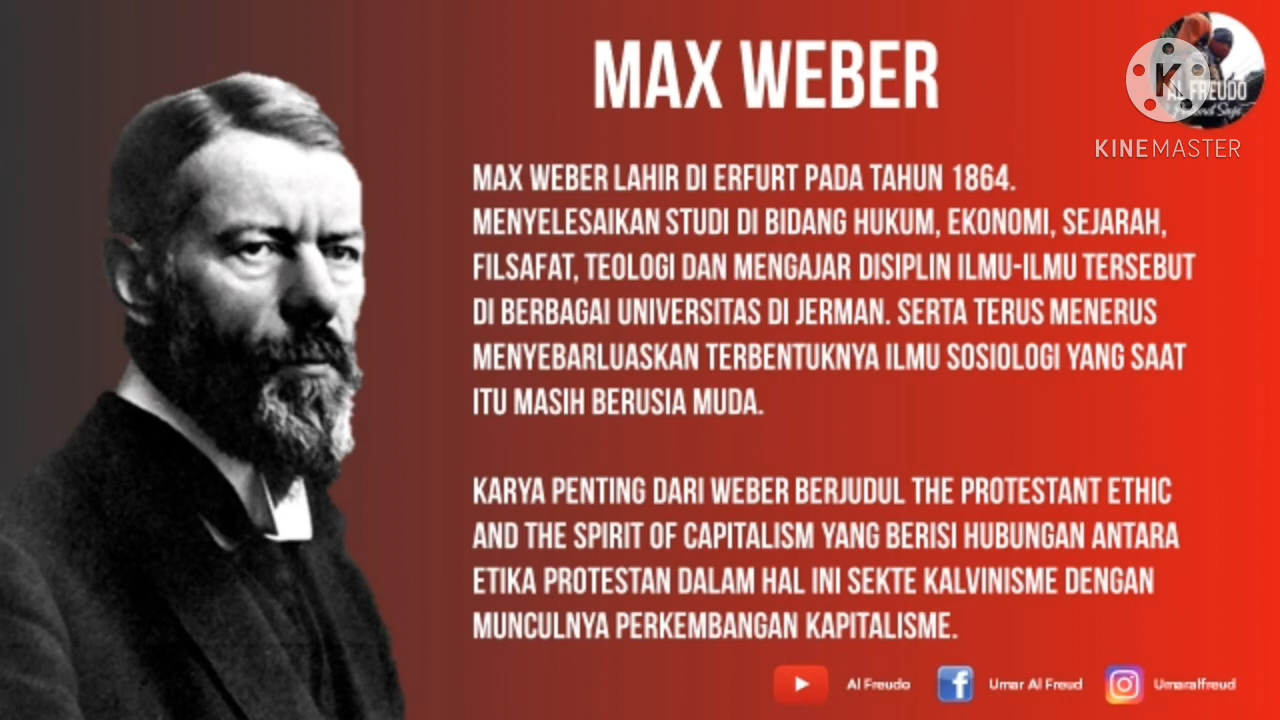 MAX WEBER
K
AL FREUDO
KINEMASTER
MAX WEBER LAHIR DI ERFURT PADA TAHUN 1864.
MENYELESAIKAN STUDI DI BIDANG HUKUM, EKONOMI, SEJARAH,
FILSAFAT, TEOLOGI DAN MENGAJAR DISIPLIN ILMU-ILMU TERSEBUT
DI BERBAGAI UNIVERSITAS DI JERMAN. SERTA TERUS MENERUS
MENYEBARLUASKAN TERBENTUKNYA ILMU SOSIOLOGI YANG SAAT
ITU MASIH BERUSIA MUDA.
KARYA PENTING DARI WEBER BERJUDUL THE PROTESTANT ETHIC
AND THE SPIRIT OF CAPITALISM YANG BERISI HUBUNGAN ANTARA
ETIKA PROTESTAN DALAM HAL INI SEKTE KALVINISME DENGAN
MUNCULNYA PERKEMBANGAN KAPITALISME.
Al Freudo Umar Al Freud Umaralfreud